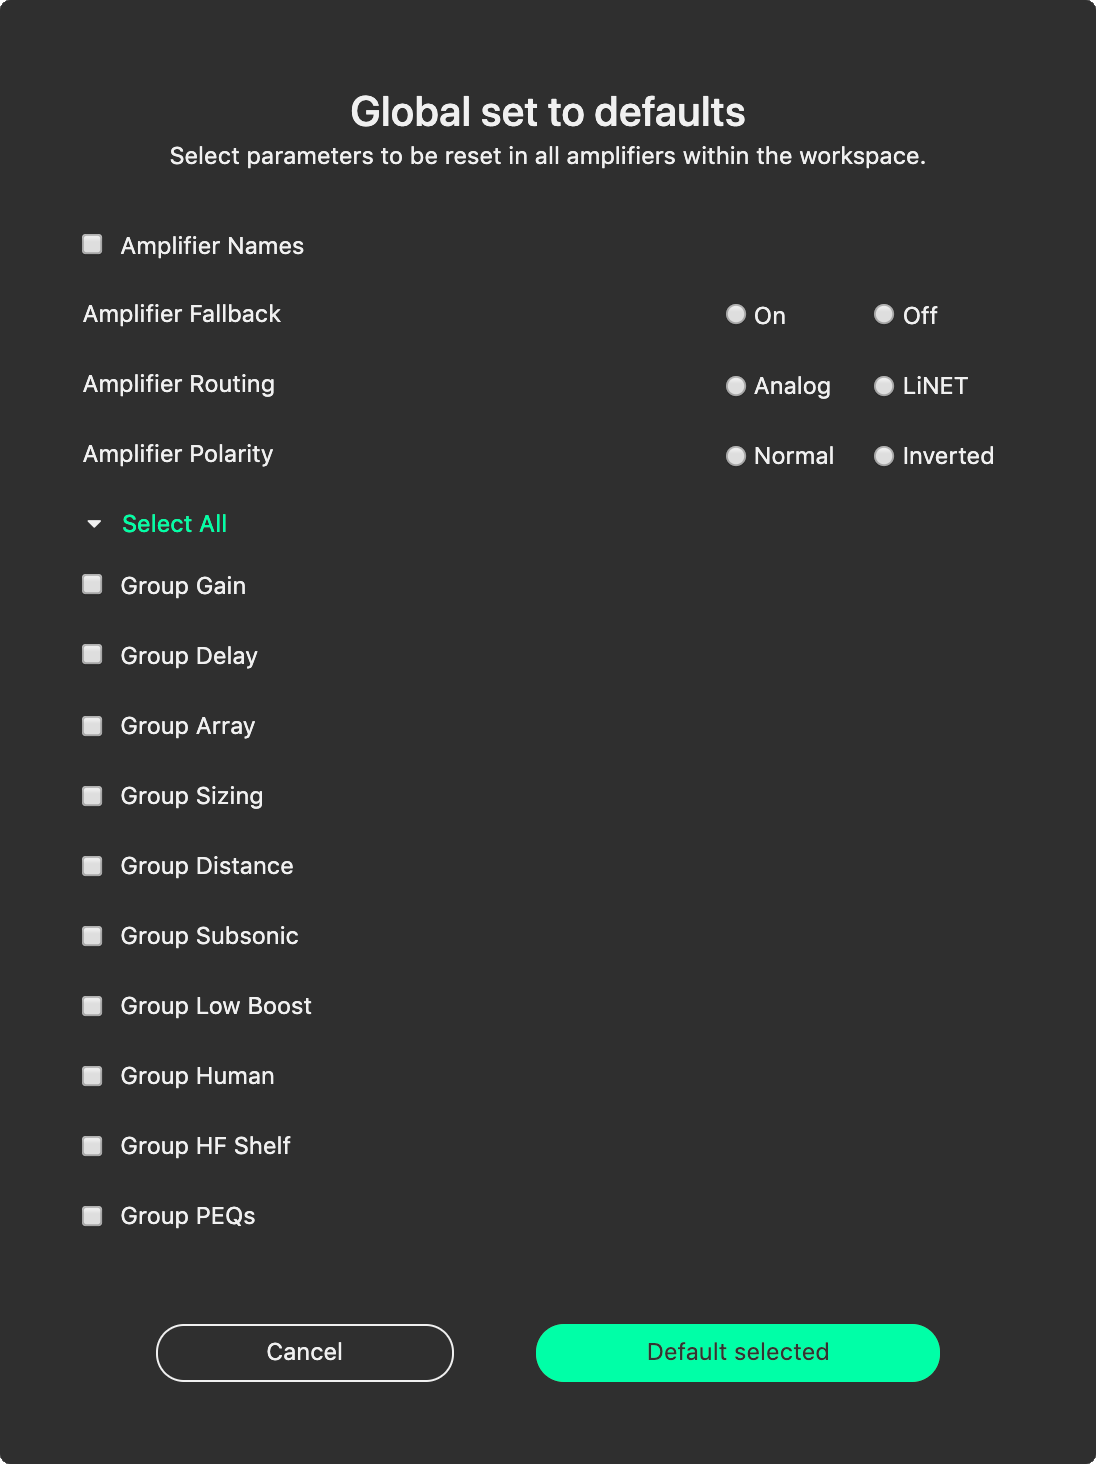 Global set to defaults
Select parameters to be reset in all amplifiers within the workspace.
Amplifier Names
Amplifier Fallback On Off
Amplifier Routing Analog LiNET
Amplifier Polarity Normal Inverted
Select All
Group Gain
Group Delay
Group Array
Group Sizing
Group Distance
Group Subsonic
Group Low Boost
Group Human
Group HF Shelf
Group PEQs
Cancel Default selected